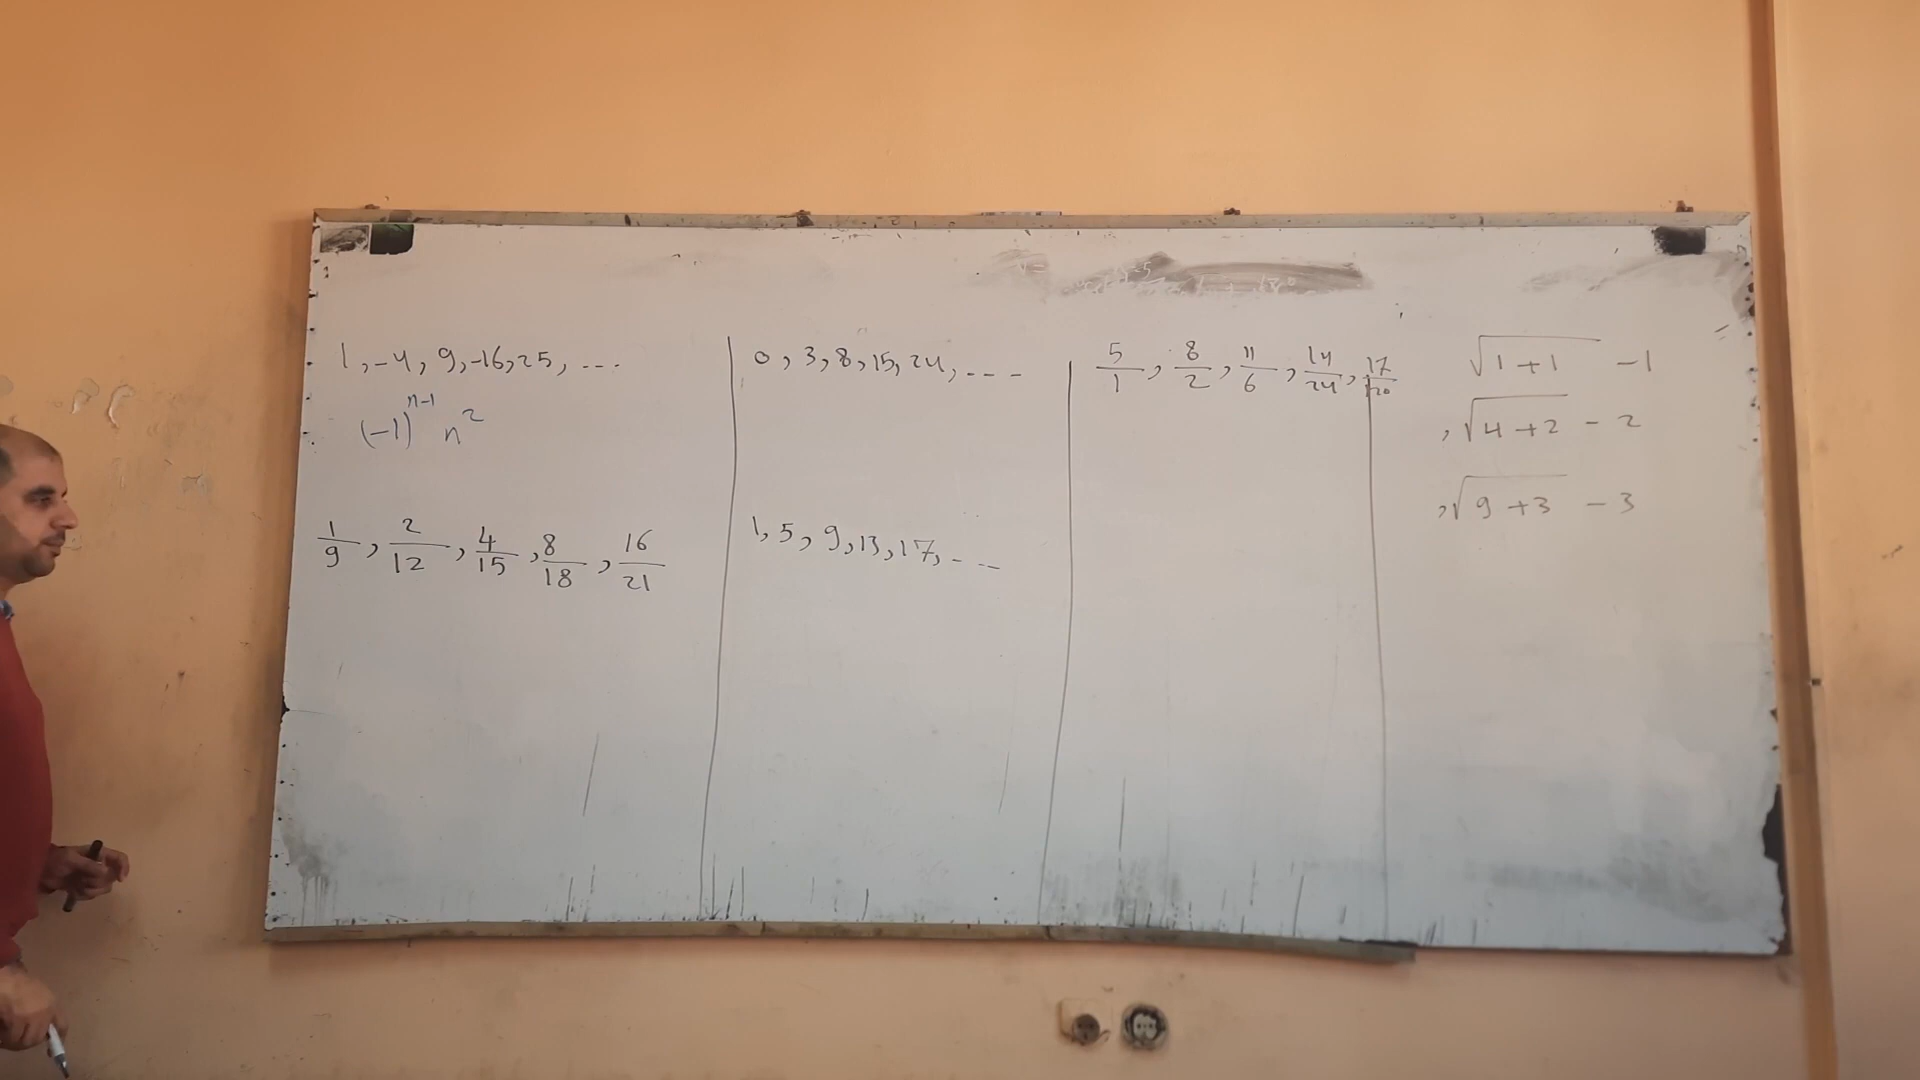 1, -4, 9, -16, 25, ...
(-1)^{n-1} n^2
1/9, 2/12, 4/15, 8/18, 16/21
0, 3, 8, 15, 24, ----
1, 5, 9, 13, 17, - --
5/1, 8/2, 11/6, 14/24, 17/120
√(1+1) -1
, √(4+2) - 2
, √(9+3) - 3